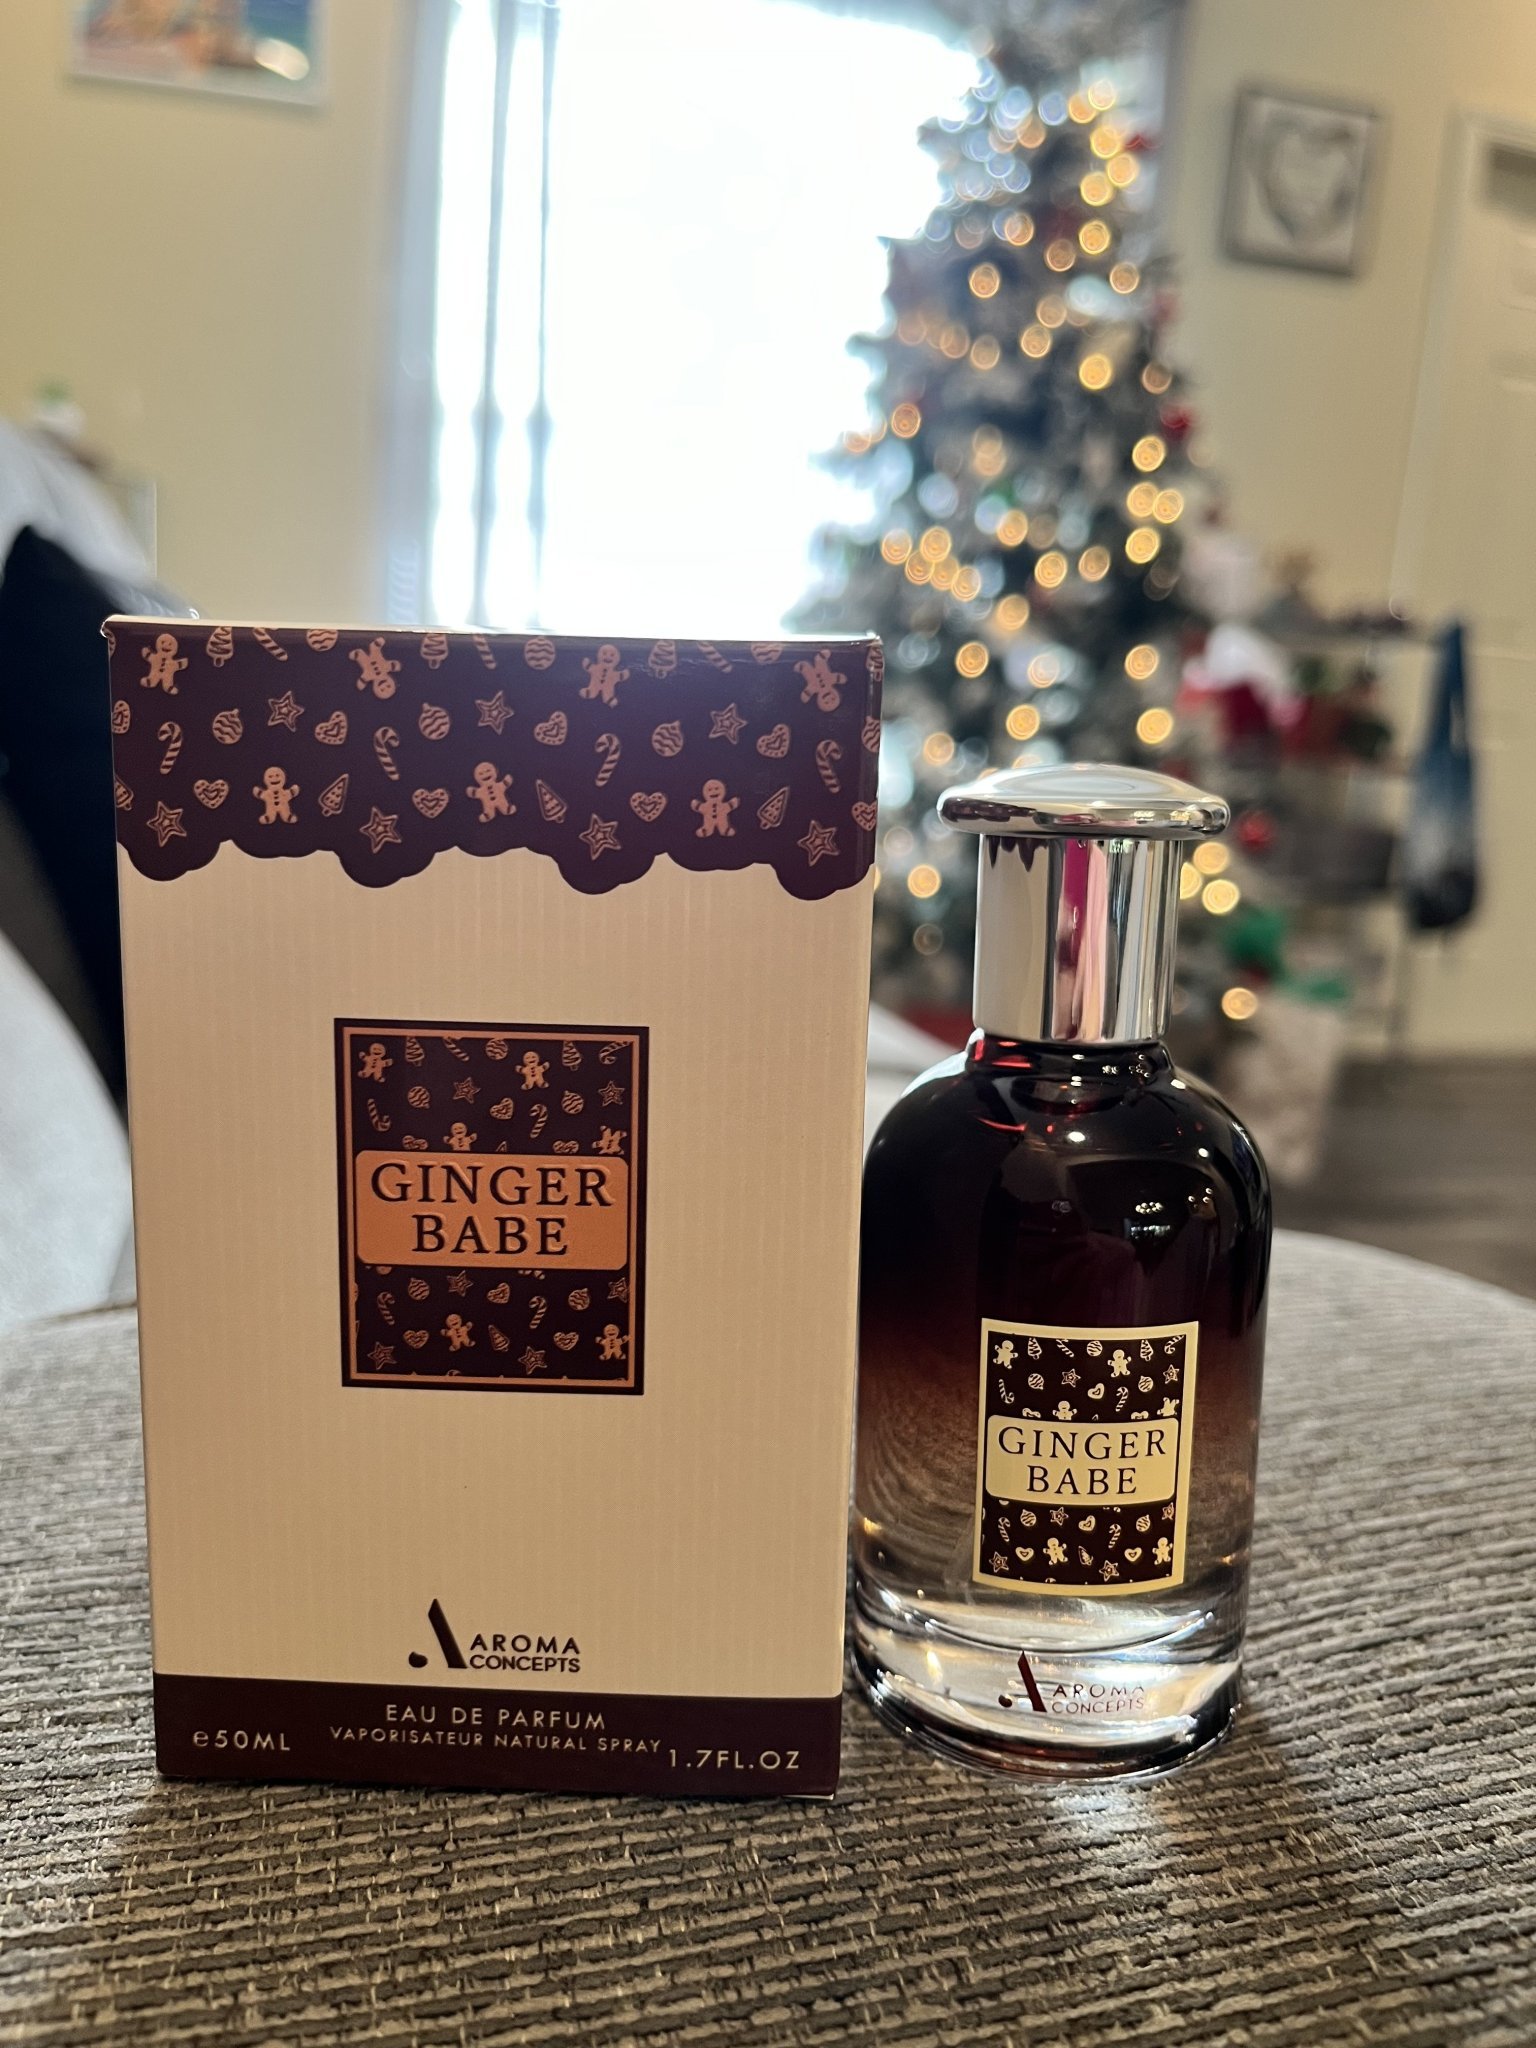 GINGER
BABE
AROMA
CONCEPTS
EAU DE PARFUM
VAPORISATEUR NATURAL SPRAY
e50ML
1.7FL.OZ
GINGER
BABE
AROMA
CONCEPTS